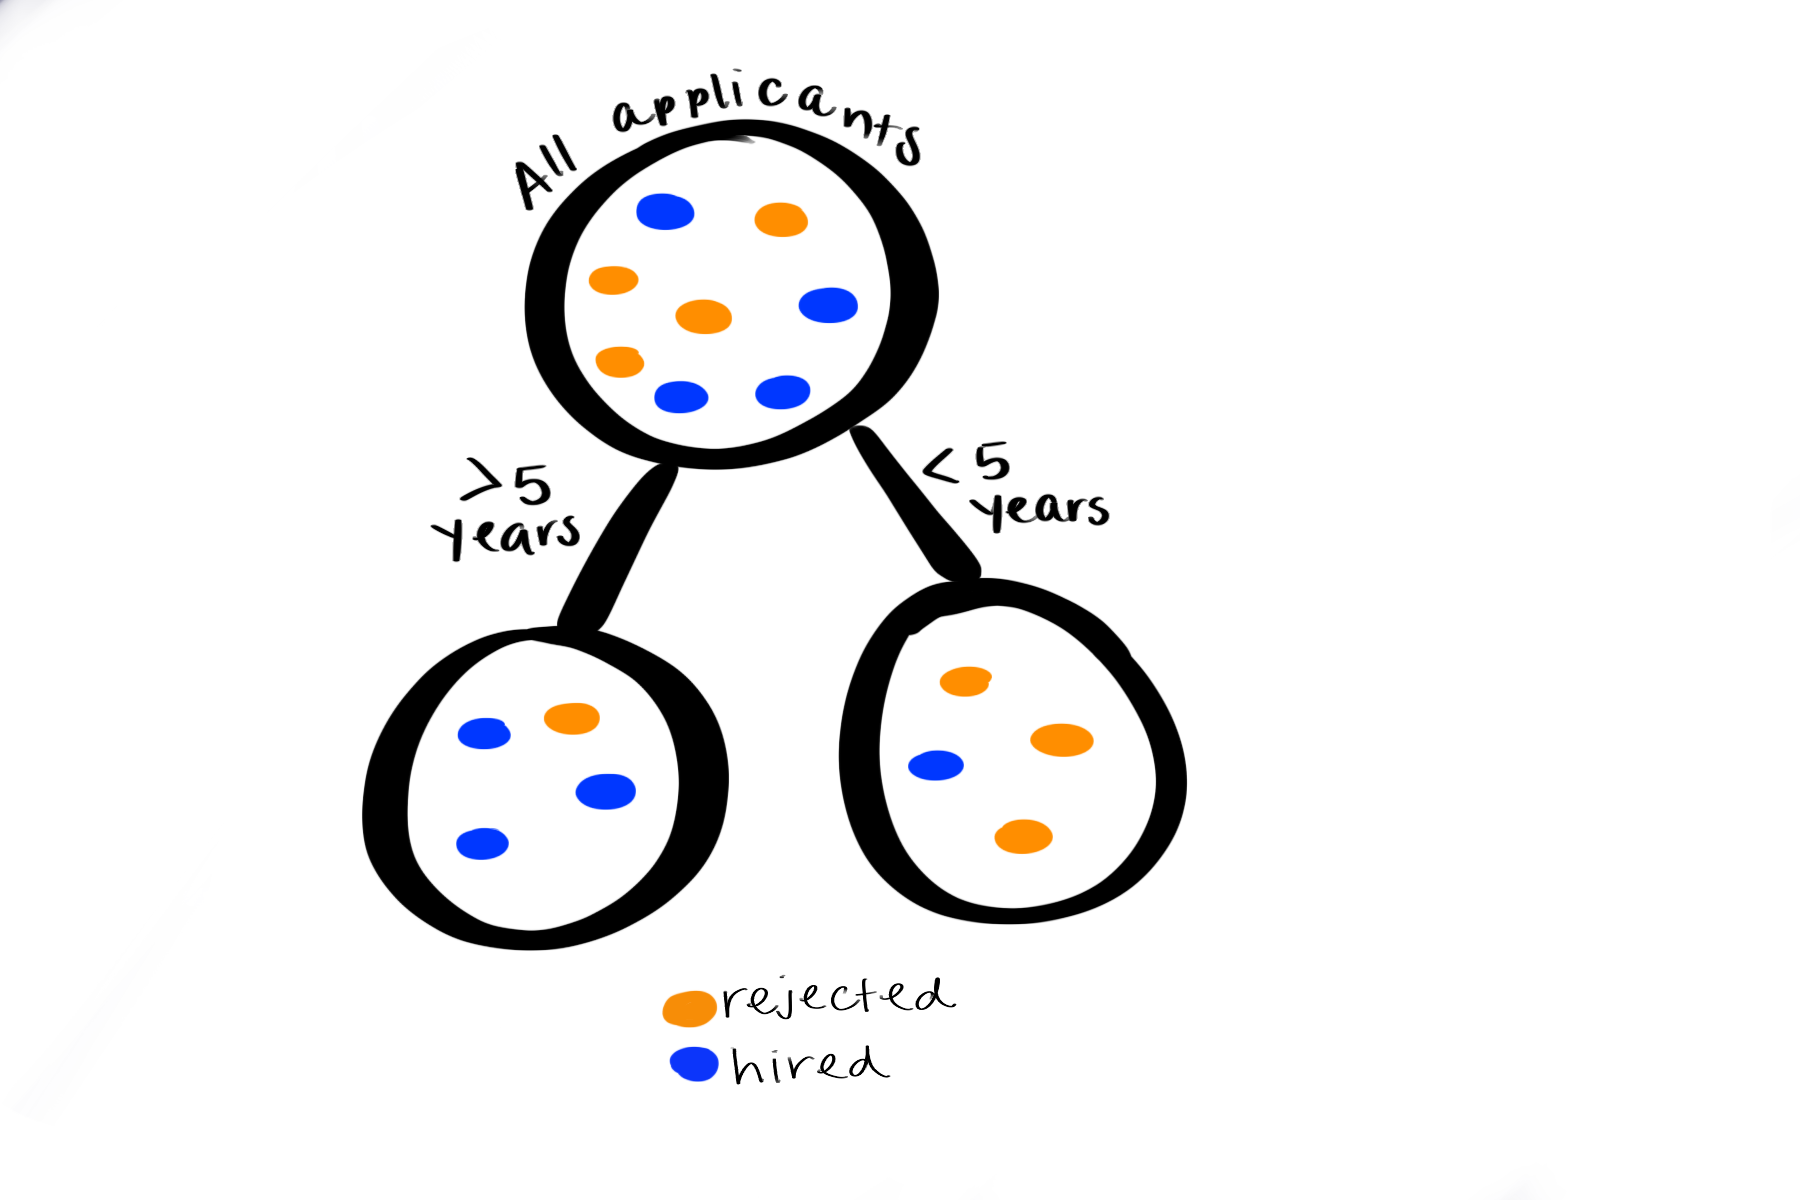 All applicants
>5
years
<5
years
rejected
hired